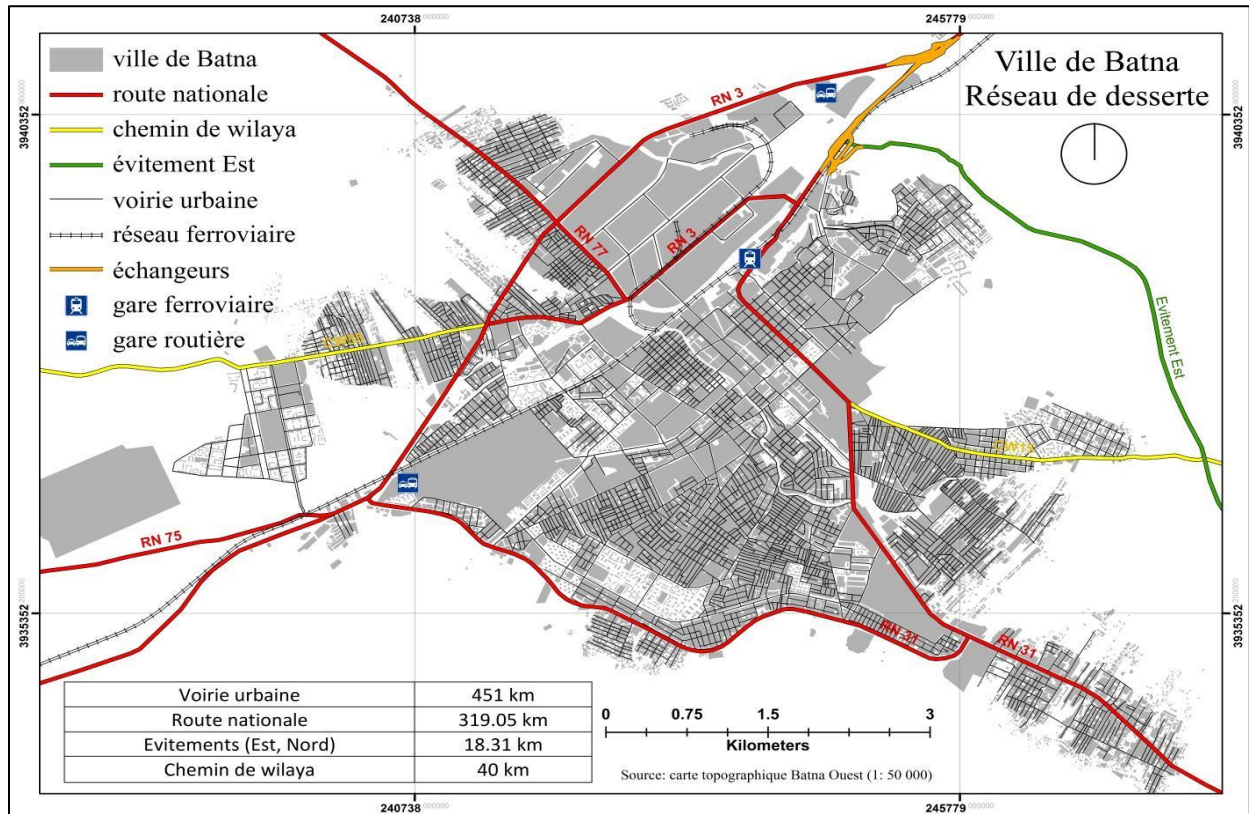 240738
245779
ville de Batna
route nationale
chemin de wilaya
évitement Est
voirie urbaine
réseau ferroviaire
échangeurs
gare ferroviaire
gare routière
Ville de Batna
Réseau de desserte
3940352
3940352
RN 3
RN 3
RN 77
Evitement Est
RN 75
RN 31
RN 31
3935352
3935352
Voirie urbaine 451 km
Route nationale 319.05 km
Evitements (Est, Nord) 18.31 km
Chemin de wilaya 40 km
0 0.75 1.5 3
Kilometers
Source: carte topographique Batna Ouest (1: 50 000)
240738
245779